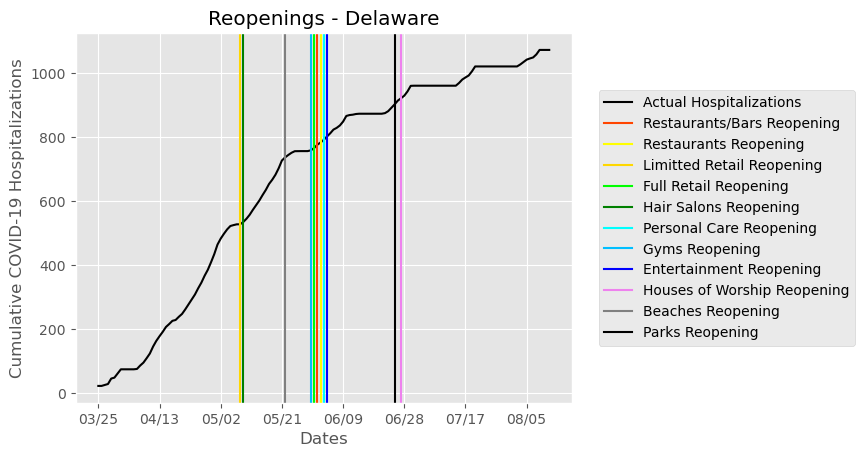 Reopenings - Delaware
Cumulative COVID-19 Hospitalizations
1000
800
600
400
200
0
03/25 04/13 05/02 05/21 06/09 06/28 07/17 08/05
Dates
Actual Hospitalizations
Restaurants/Bars Reopening
Restaurants Reopening
Limitted Retail Reopening
Full Retail Reopening
Hair Salons Reopening
Personal Care Reopening
Gyms Reopening
Entertainment Reopening
Houses of Worship Reopening
Beaches Reopening
Parks Reopening